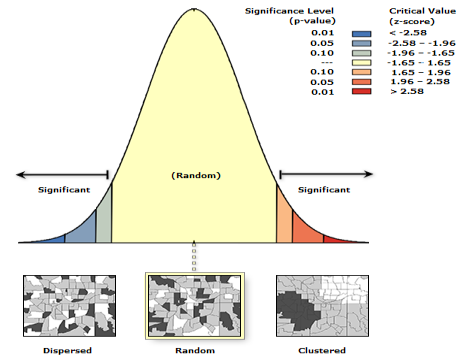 Significance Level (p-value) Critical Value (z-score)
0.01 < -2.58
0.05 -2.58 – -1.96
0.10 -1.96 – -1.65
--- -1.65 – 1.65
0.10 1.65 – 1.96
0.05 1.96 – 2.58
0.01 > 2.58
(Random)
Significant Significant
Dispersed Random Clustered